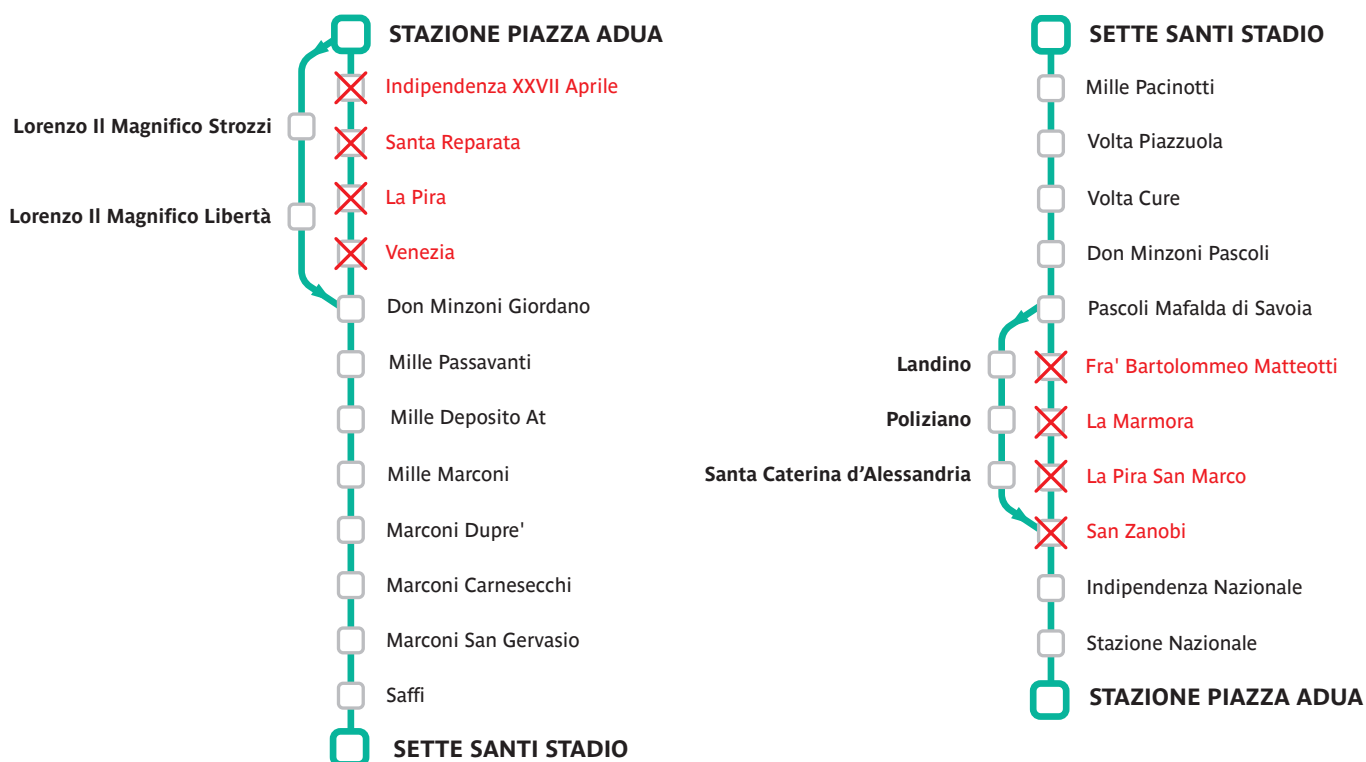 STAZIONE PIAZZA ADUA
Indipendenza XXVII Aprile
Lorenzo Il Magnifico Strozzi
Santa Reparata
La Pira
Lorenzo Il Magnifico Libertà
Venezia
Don Minzoni Giordano
Mille Passavanti
Mille Deposito At
Mille Marconi
Marconi Dupre'
Marconi Carnesecchi
Marconi San Gervasio
Saffi
SETTE SANTI STADIO
SETTE SANTI STADIO
Mille Pacinotti
Volta Piazzuola
Volta Cure
Don Minzoni Pascoli
Pascoli Mafalda di Savoia
Landino
Fra' Bartolommeo Matteotti
Poliziano
La Marmora
Santa Caterina d’Alessandria
La Pira San Marco
San Zanobi
Indipendenza Nazionale
Stazione Nazionale
STAZIONE PIAZZA ADUA